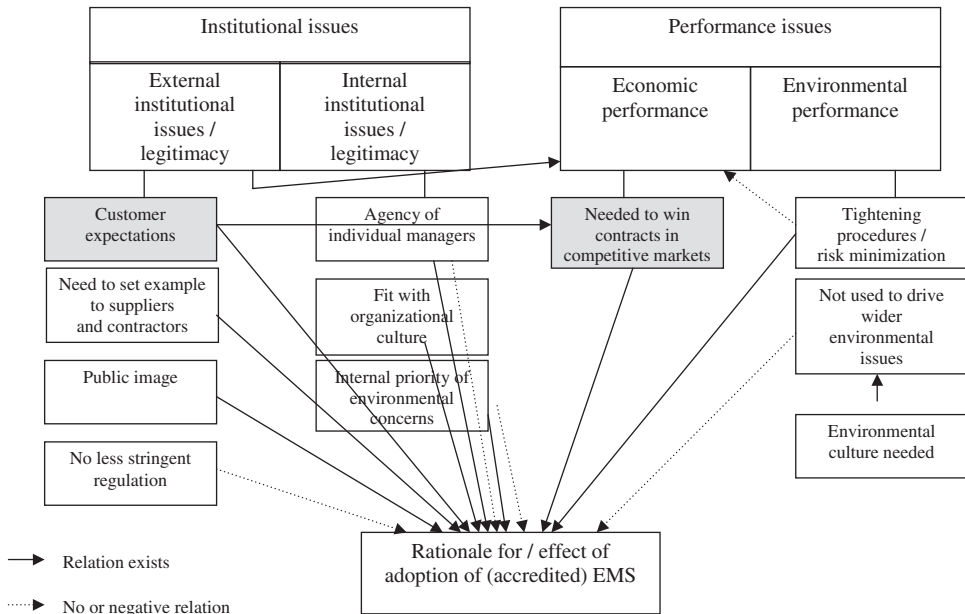 Institutional issues
Performance issues
External
institutional
issues /
legitimacy
Internal
institutional
issues /
legitimacy
Economic
performance
Environmental
performance
Customer
expectations
Agency of
individual managers
Needed to win
contracts in
competitive markets
Tightening
procedures /
risk minimization
Need to set example
to suppliers
and contractors
Fit with
organizational
culture
Not used to drive
wider
environmental
issues
Public image
Internal priority of
environmental
concerns
No less stringent
regulation
Environmental
culture needed
Rationale for / effect of
adoption of (accredited) EMS
Relation exists
No or negative relation